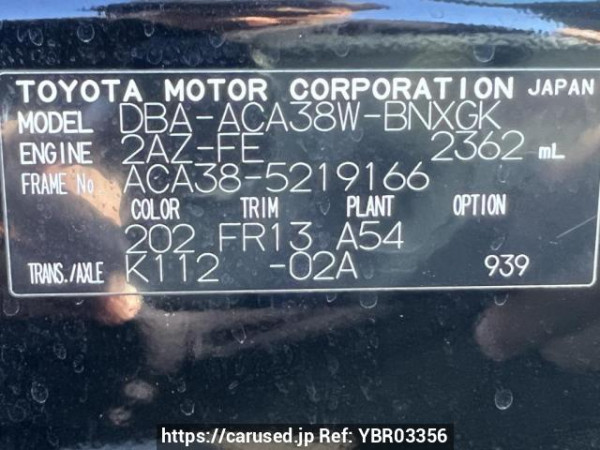 TOYOTA MOTOR CORPORATION JAPAN
MODEL DBA-ACA38W-BNXGK
ENGINE 2AZ-FE 2362 mL
FRAME No. ACA38-5219166
COLOR TRIM PLANT OPTION
202 FR13 A54
TRANS./AXLE K112 -02A 939
https://carused.jp Ref: YBR03356